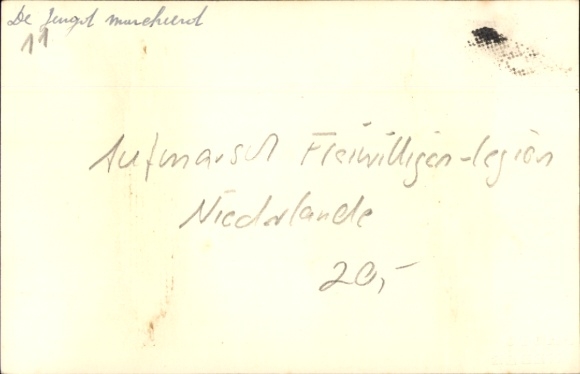 De Jeugd marcheerd
11
Aufmarsch Freiwilligen-legion
Niederlande
20,-